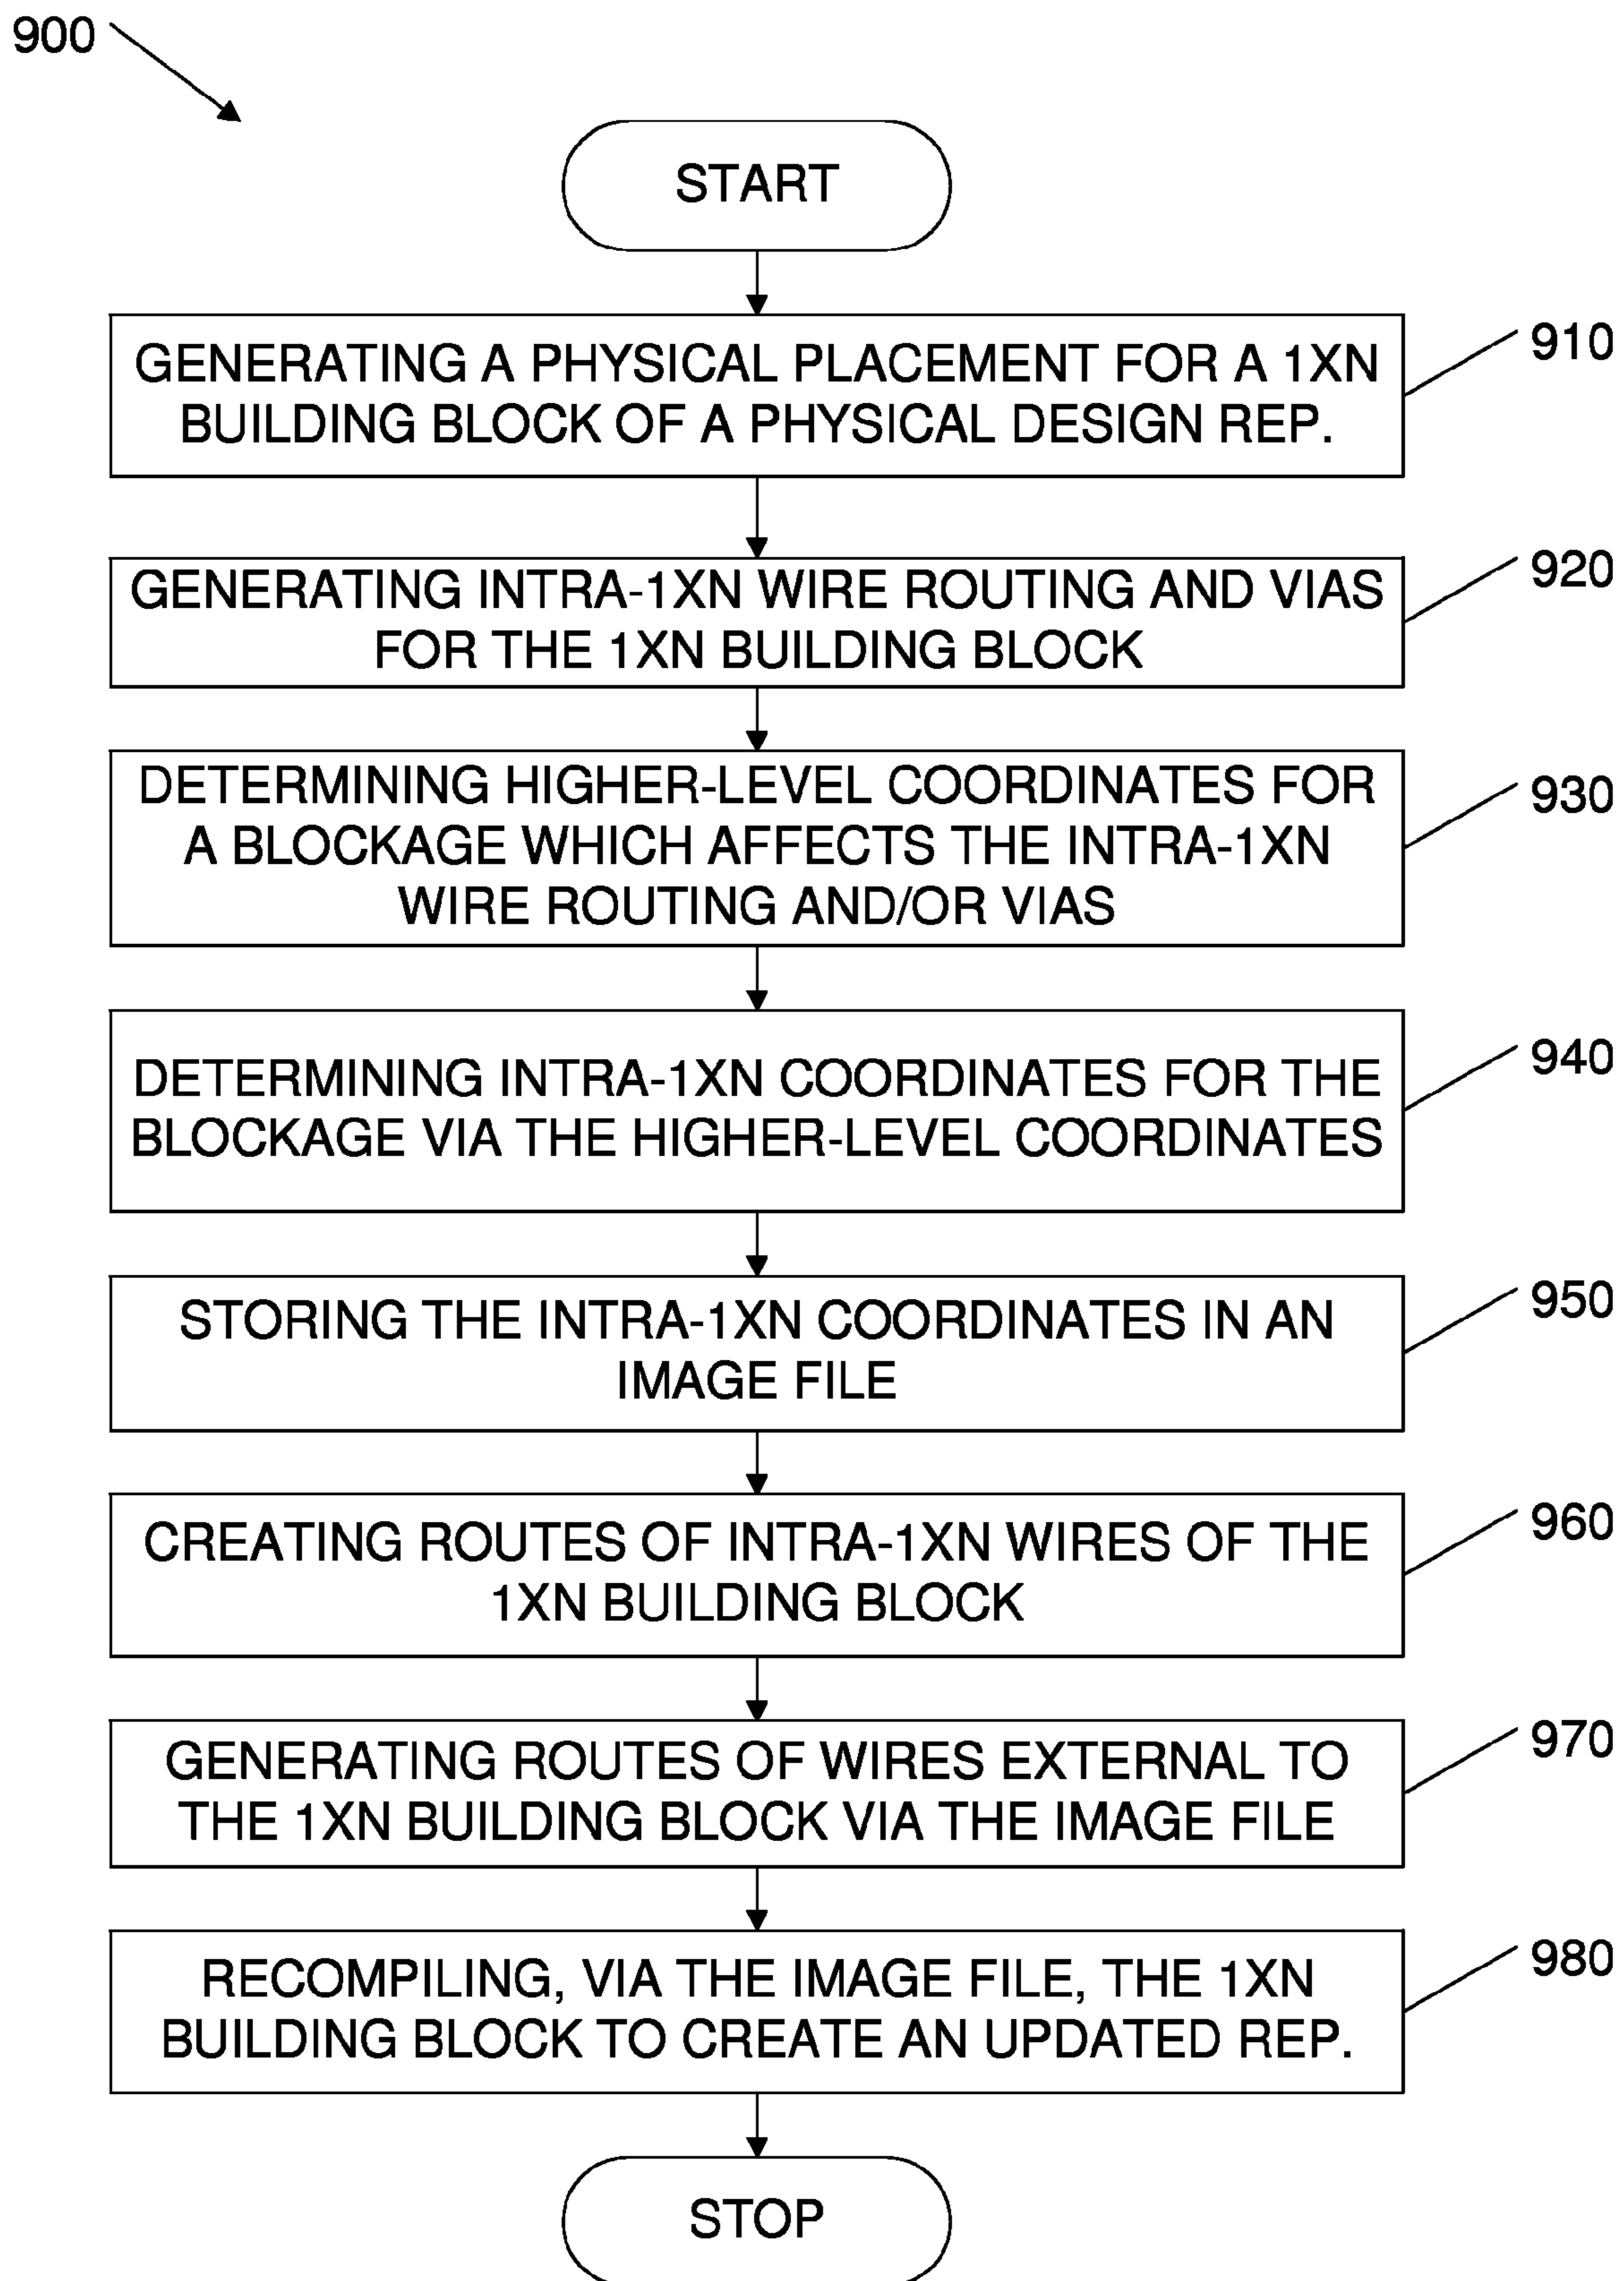 900
START
GENERATING A PHYSICAL PLACEMENT FOR A 1XN
BUILDING BLOCK OF A PHYSICAL DESIGN REP.
910
GENERATING INTRA-1XN WIRE ROUTING AND VIAS
FOR THE 1XN BUILDING BLOCK
920
DETERMINING HIGHER-LEVEL COORDINATES FOR
A BLOCKAGE WHICH AFFECTS THE INTRA-1XN
WIRE ROUTING AND/OR VIAS
930
DETERMINING INTRA-1XN COORDINATES FOR THE
BLOCKAGE VIA THE HIGHER-LEVEL COORDINATES
940
STORING THE INTRA-1XN COORDINATES IN AN
IMAGE FILE
950
CREATING ROUTES OF INTRA-1XN WIRES OF THE
1XN BUILDING BLOCK
960
GENERATING ROUTES OF WIRES EXTERNAL TO
THE 1XN BUILDING BLOCK VIA THE IMAGE FILE
970
RECOMPILING, VIA THE IMAGE FILE, THE 1XN
BUILDING BLOCK TO CREATE AN UPDATED REP.
980
STOP